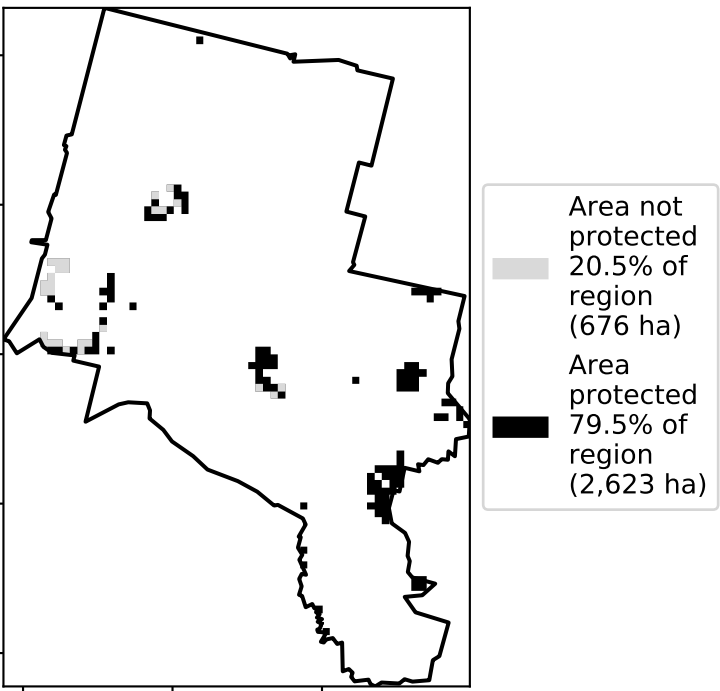 Area not
protected
20.5% of
region
(676 ha)
Area
protected
79.5% of
region
(2,623 ha)